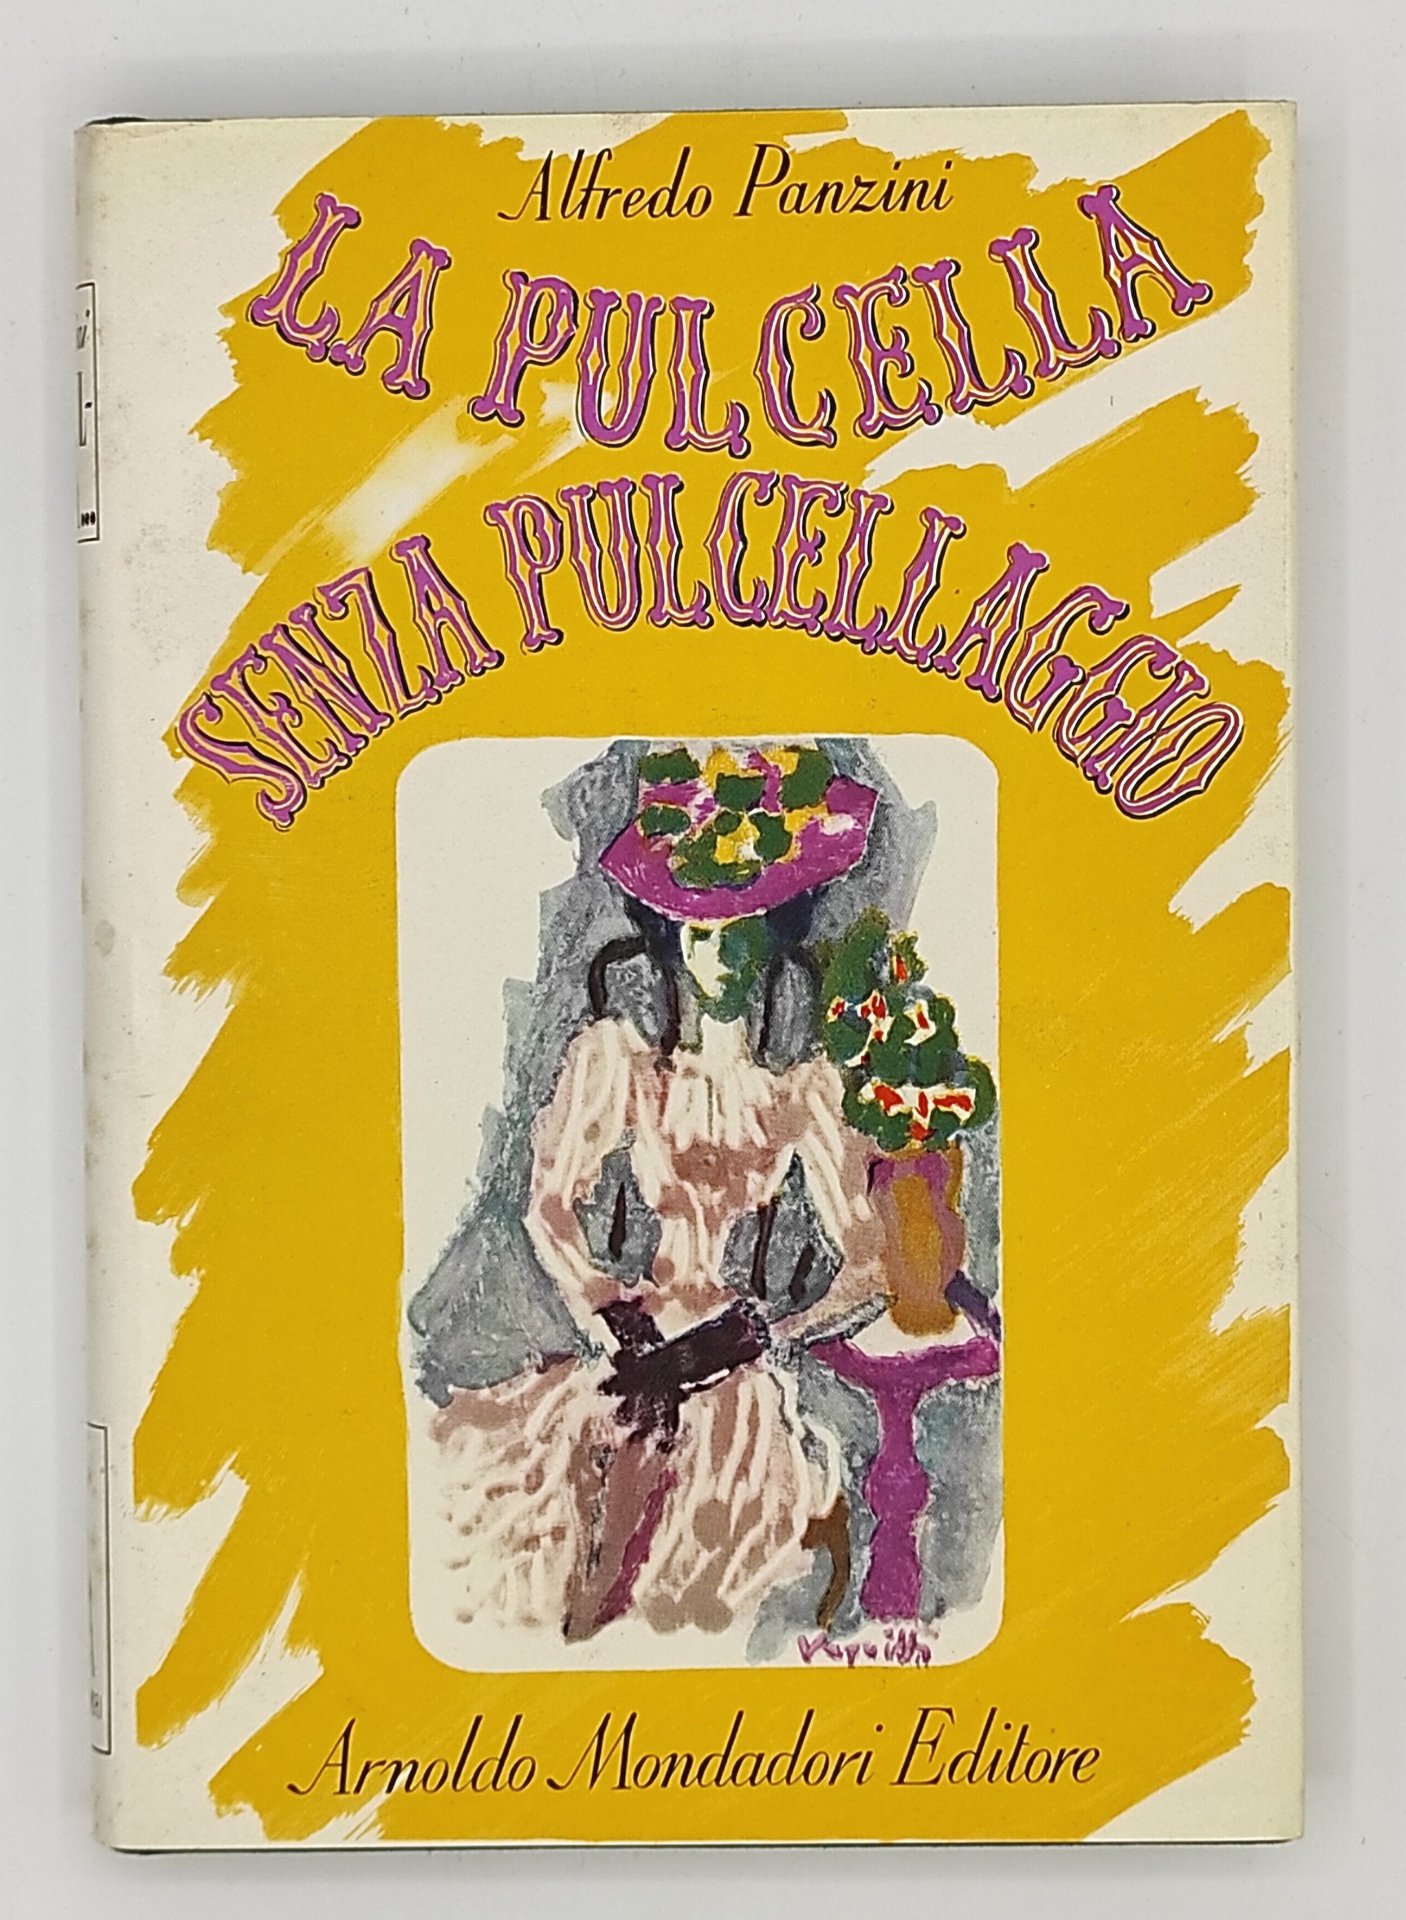 Alfredo Panzini
LA PULCELLA
SENZA PULCELLAGGIO
Arnoldo Mondadori Editore